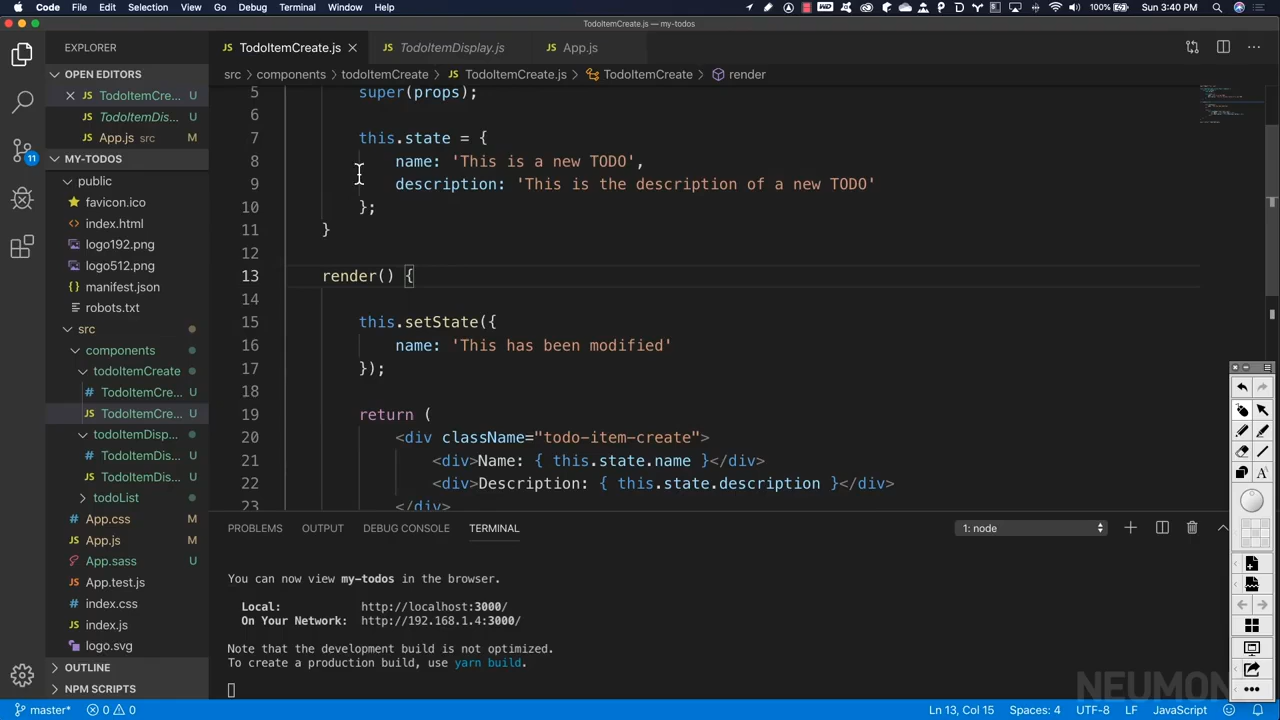 Code File Edit Selection View Go Debug Terminal Window Help 100% Sun 3:40 PM
TodoItemCreate.js — my-todos
EXPLORER
TodoItemCreate.js
TodoItemDisplay.js
App.js
OPEN EDITORS
src > components > todoItemCreate > JS TodoItemCreate.js > TodoItemCreate > render
JS TodoItemCre... U
JS TodoItemDis... U
JS App.js src M
MY-TODOS
public
favicon.ico
index.html
logo192.png
logo512.png
manifest.json
robots.txt
src
components
todoItemCreate
# TodoItemCre... U
JS TodoItemCre... U
todoItemDisp...
# TodoItemDis... U
JS TodoItemDis... U
todoList
App.css M
App.js M
App.sass U
App.test.js
index.css
index.js
logo.svg
OUTLINE
NPM SCRIPTS
5 super(props);
6
7 this.state = {
8 name: 'This is a new TODO',
9 description: 'This is the description of a new TODO'
10 };
11 }
12
13 render() {
14
15 this.setState({
16 name: 'This has been modified'
17 });
18
19 return (
20 <div className="todo-item-create">
21 <div>Name: { this.state.name }</div>
22 <div>Description: { this.state.description }</div>
23 </div>
PROBLEMS OUTPUT DEBUG CONSOLE TERMINAL 1: node
You can now view my-todos in the browser.
Local: http://localhost:3000/
On Your Network: http://192.168.1.4:3000/
Note that the development build is not optimized.
To create a production build, use yarn build.
NEUMON
master* 0 0 Ln 13, Col 15 Spaces: 4 UTF-8 LF JavaScript
11